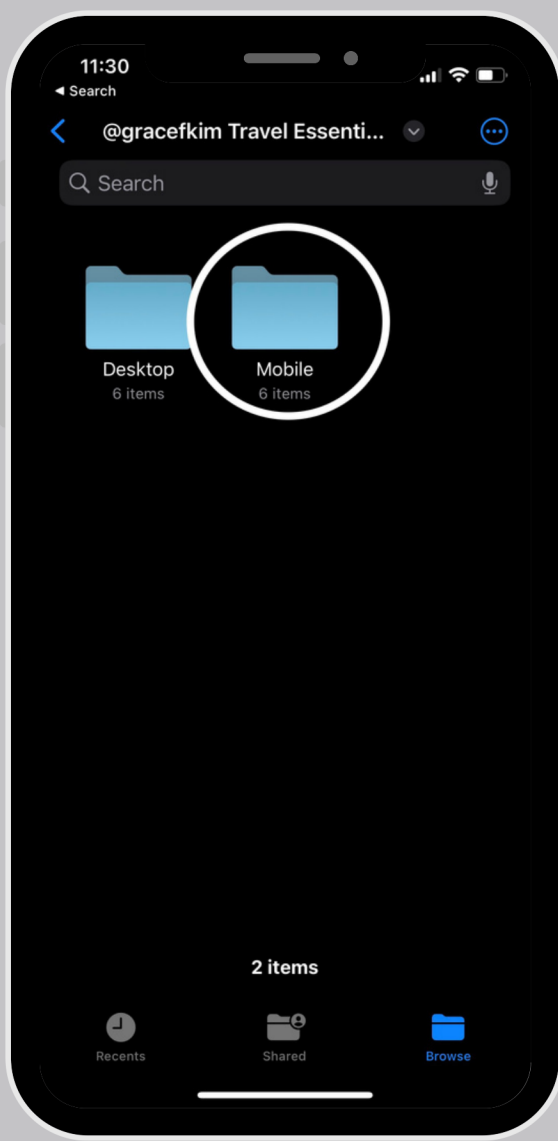 11:30
◄ Search
@gracefkim Travel Essenti...
Search
Desktop
6 items
Mobile
6 items
2 items
Recents
Shared
Browse